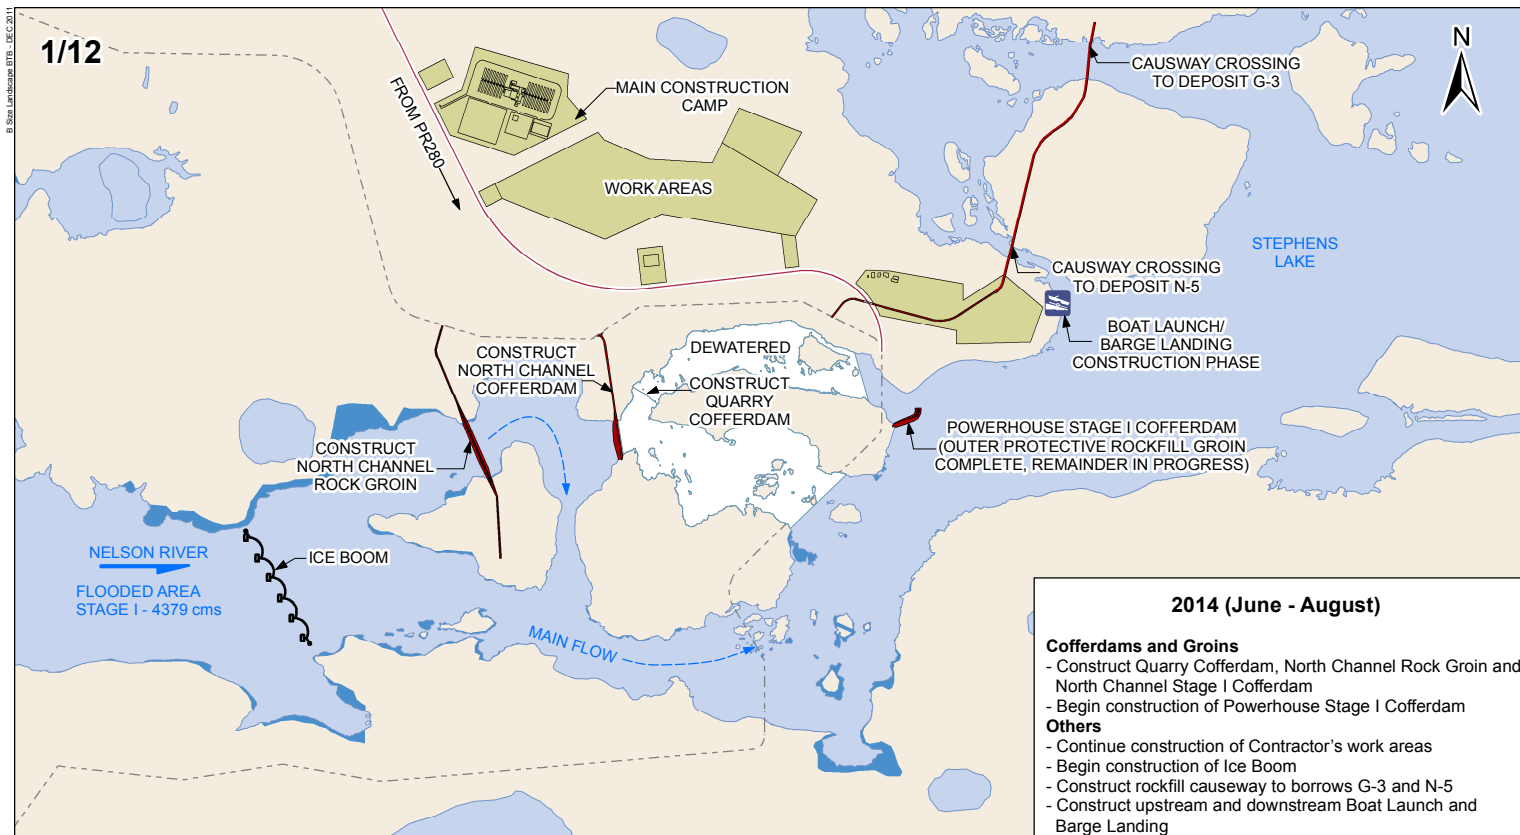 B Size Landscape BTB - DEC 2011
1/12
N
CAUSWAY CROSSING
TO DEPOSIT G-3
MAIN CONSTRUCTION
CAMP
FROM PR280
WORK AREAS
STEPHENS
LAKE
CAUSWAY CROSSING
TO DEPOSIT N-5
BOAT LAUNCH/
BARGE LANDING
CONSTRUCTION PHASE
CONSTRUCT
NORTH CHANNEL
COFFERDAM
DEWATERED
CONSTRUCT
QUARRY
COFFERDAM
POWERHOUSE STAGE I COFFERDAM
(OUTER PROTECTIVE ROCKFILL GROIN
COMPLETE, REMAINDER IN PROGRESS)
CONSTRUCT
NORTH CHANNEL
ROCK GROIN
NELSON RIVER
ICE BOOM
FLOODED AREA
STAGE I - 4379 cms
MAIN FLOW
2014 (June - August)
Cofferdams and Groins
- Construct Quarry Cofferdam, North Channel Rock Groin and
North Channel Stage I Cofferdam
- Begin construction of Powerhouse Stage I Cofferdam
Others
- Continue construction of Contractor's work areas
- Begin construction of Ice Boom
- Construct rockfill causeway to borrows G-3 and N-5
- Construct upstream and downstream Boat Launch and
Barge Landing